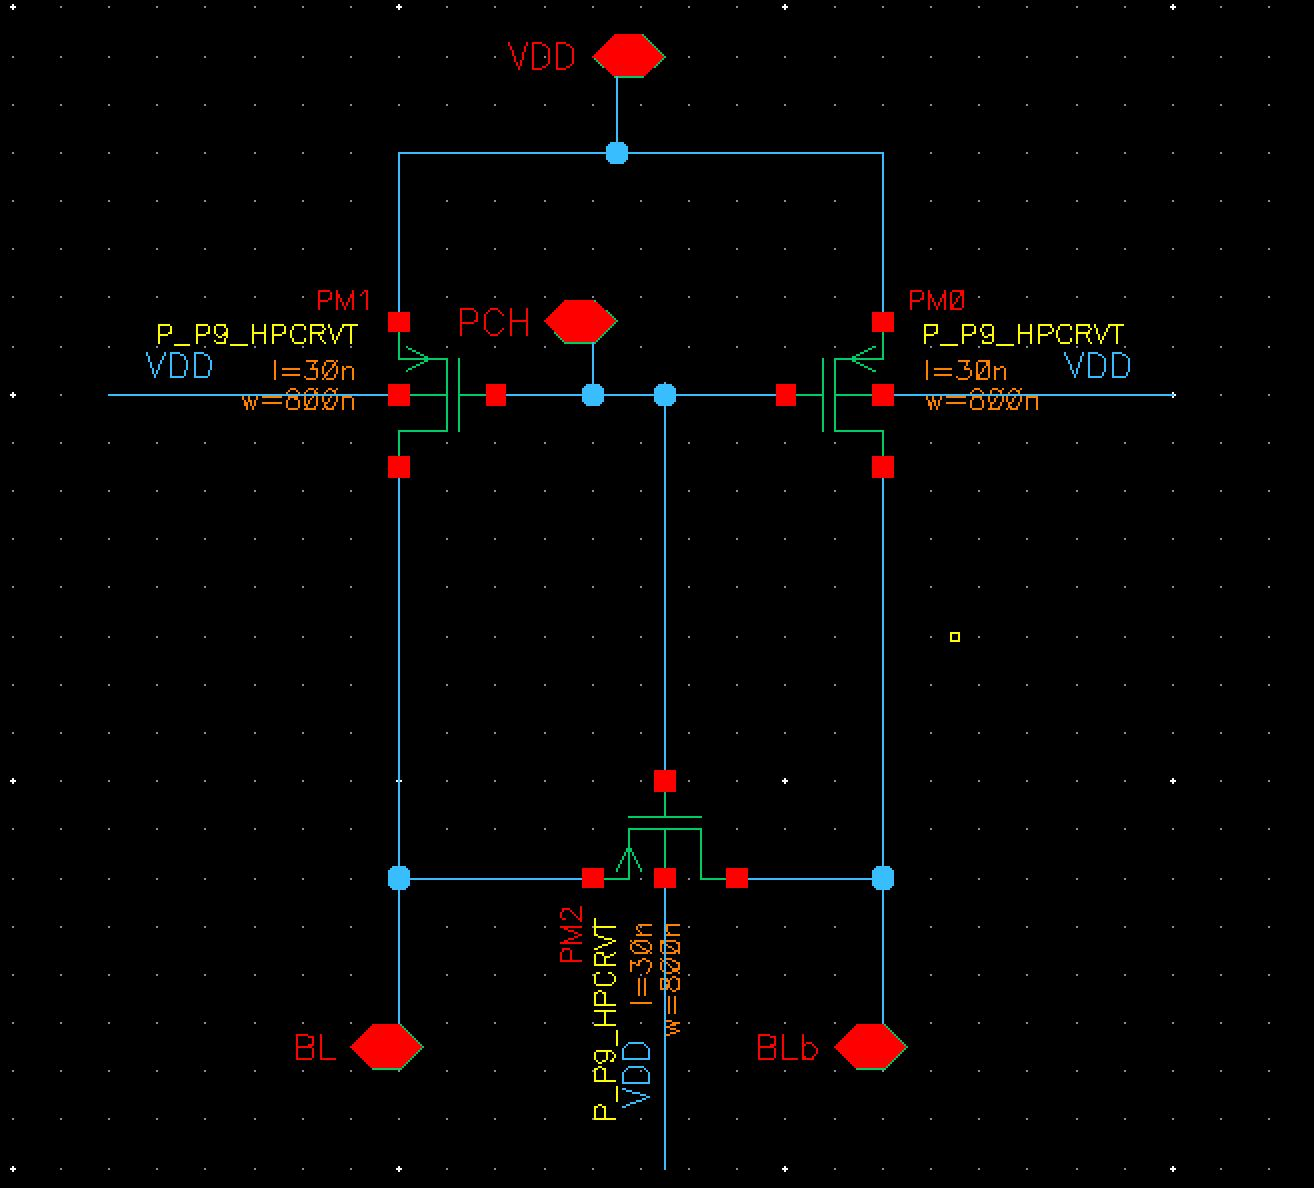 VDD
PM1
P_P9_HPCRVT
VDD
l=30n
w=800n
PCH
PM0
P_P9_HPCRVT
VDD
l=30n
w=800n
PM2
P_P9_HPCRVT
VDD
l=30n
w=800n
BL
BLb